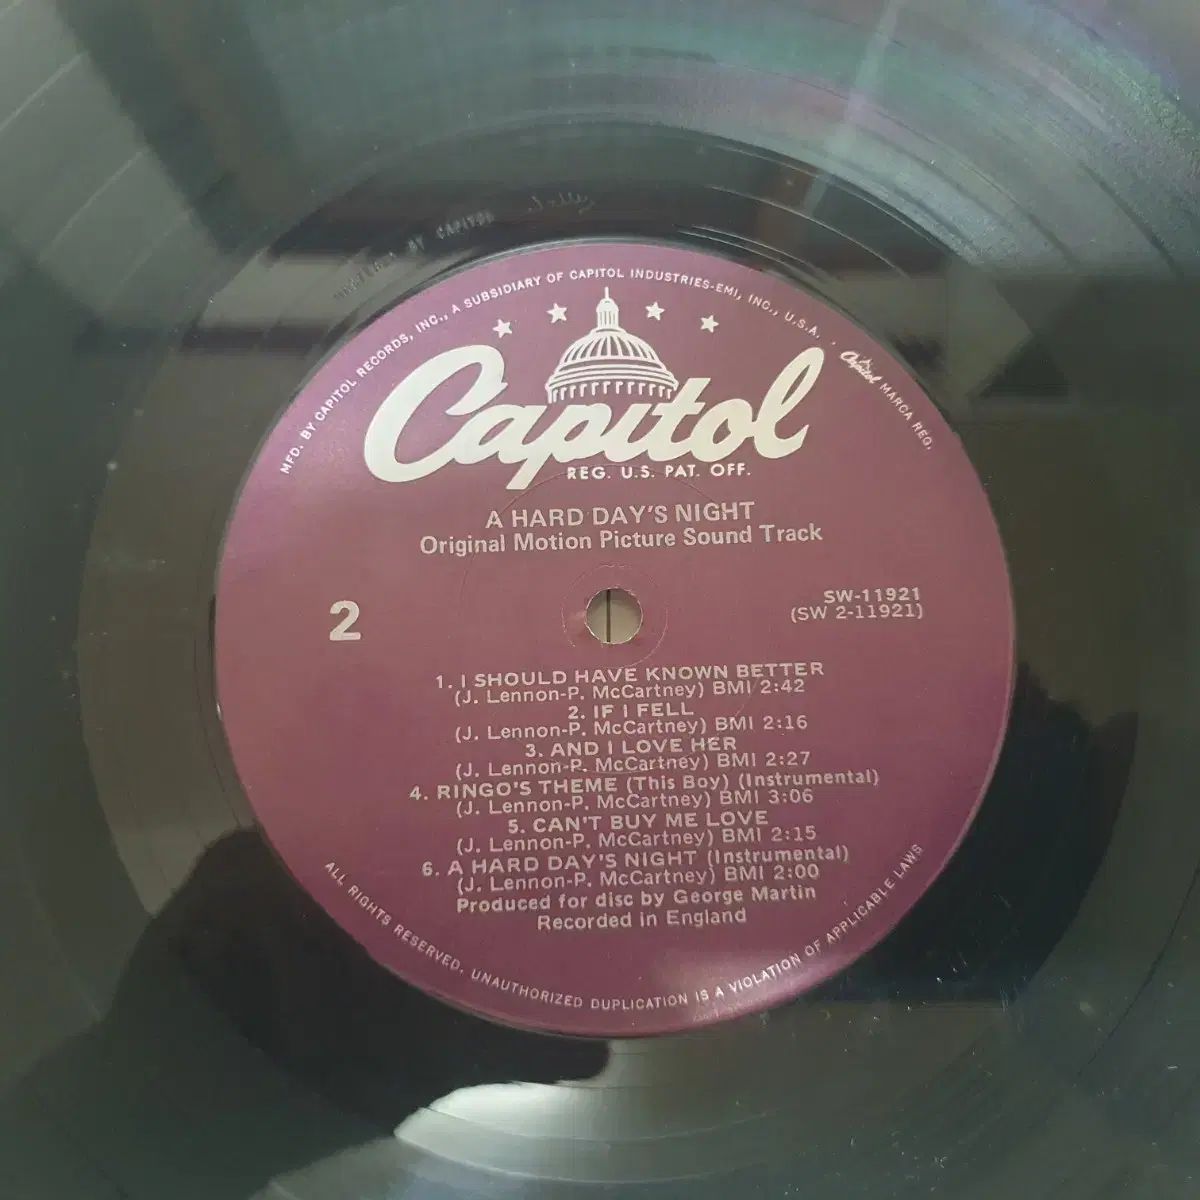 MASTERED BY CAPITOL
MFD. BY CAPITOL RECORDS, INC., A SUBSIDIARY OF CAPITOL INDUSTRIES-EMI, INC., U.S.A. . Capitol MARCA REG.
Capitol
REG. U.S. PAT. OFF.
A HARD DAY'S NIGHT
Original Motion Picture Sound Track
2
SW-11921
(SW 2-11921)
1. I SHOULD HAVE KNOWN BETTER
(J. Lennon-P. McCartney) BMI 2:42
2. IF I FELL
(J. Lennon-P. McCartney) BMI 2:16
3. AND I LOVE HER
(J. Lennon-P. McCartney) BMI 2:27
4. RINGO'S THEME (This Boy) (Instrumental)
(J. Lennon-P. McCartney) BMI 3:06
5. CAN'T BUY ME LOVE
(J. Lennon-P. McCartney) BMI 2:15
6. A HARD DAY'S NIGHT (Instrumental)
(J. Lennon-P. McCartney) BMI 2:00
Produced for disc by George Martin
Recorded in England
ALL RIGHTS RESERVED. UNAUTHORIZED DUPLICATION IS A VIOLATION OF APPLICABLE LAWS